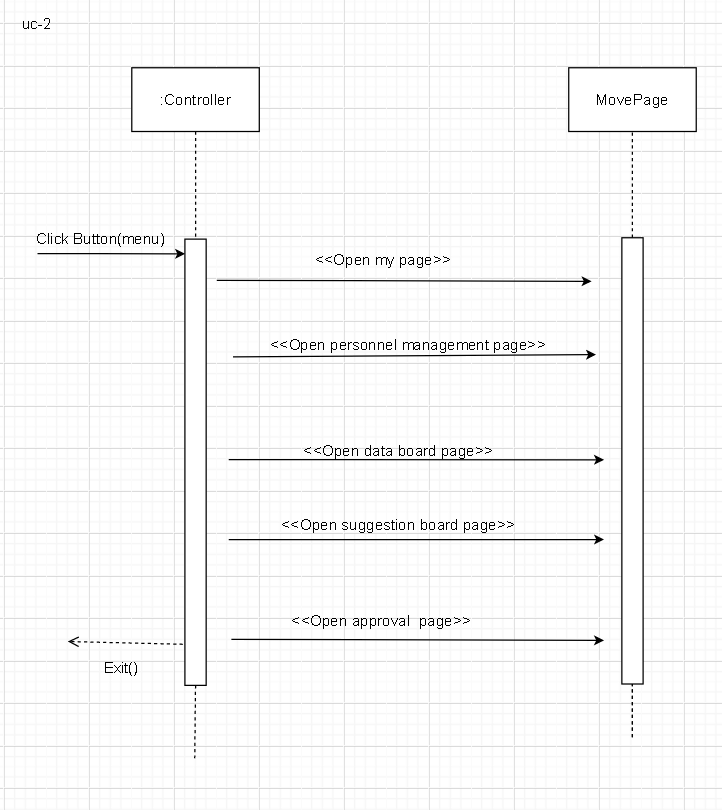 uc-2
:Controller
MovePage
Click Button(menu)
<<Open my page>>
<<Open personnel management page>>
<<Open data board page>>
<<Open suggestion board page>>
<<Open approval  page>>
Exit()